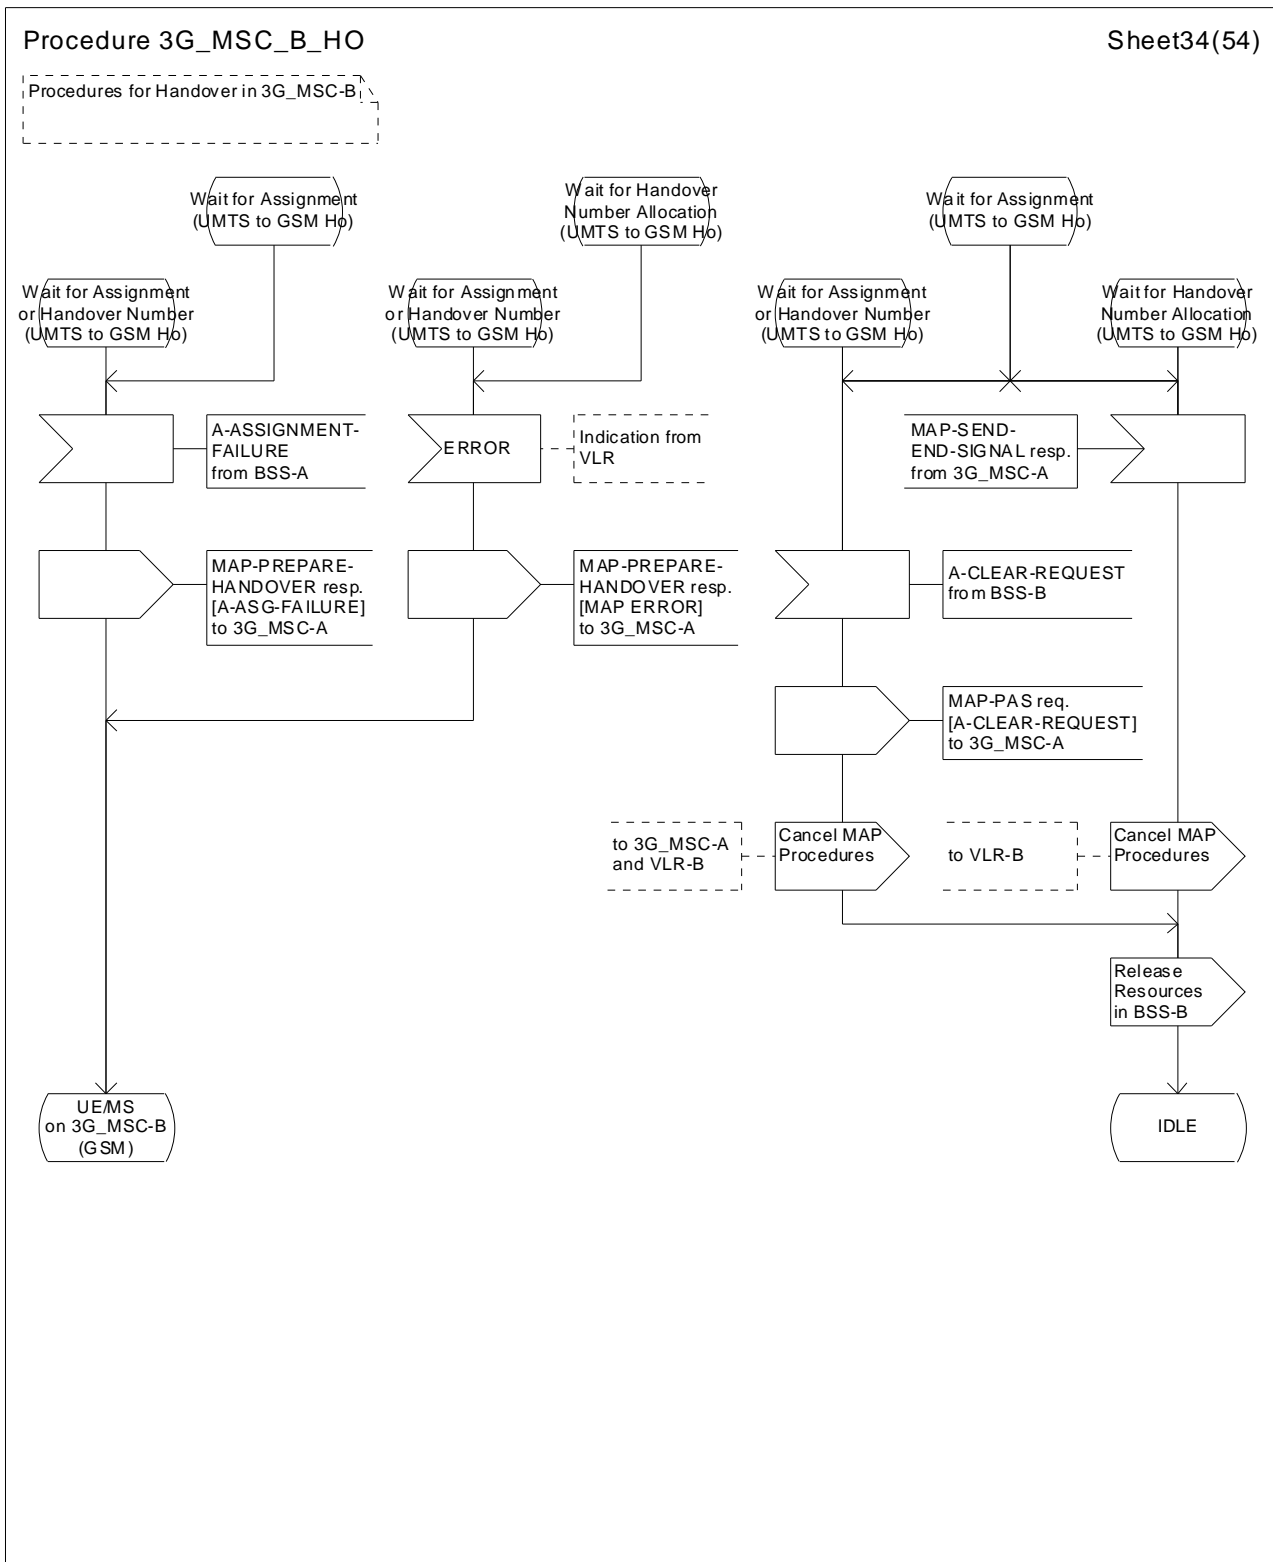 Procedure 3G_MSC_B_HO
Sheet34(54)
Procedures for Handover in 3G_MSC-B
Wait for Assignment
(UMTS to GSM Ho)
Wait for Handover
Number Allocation
(UMTS to GSM Ho)
Wait for Assignment
(UMTS to GSM Ho)
Wait for Assignment
or Handover Number
(UMTS to GSM Ho)
Wait for Assignment
or Handover Number
(UMTS to GSM Ho)
Wait for Assignment
or Handover Number
(UMTS to GSM Ho)
Wait for Handover
Number Allocation
(UMTS to GSM Ho)
A-ASSIGNMENT-
FAILURE
from BSS-A
ERROR
Indication from
VLR
MAP-SEND-
END-SIGNAL resp.
from 3G_MSC-A
MAP-PREPARE-
HANDOVER resp.
[A-ASG-FAILURE]
to 3G_MSC-A
MAP-PREPARE-
HANDOVER resp.
[MAP ERROR]
to 3G_MSC-A
A-CLEAR-REQUEST
from BSS-B
MAP-PAS req.
[A-CLEAR-REQUEST]
to 3G_MSC-A
to 3G_MSC-A
and VLR-B
Cancel MAP
Procedures
to VLR-B
Cancel MAP
Procedures
Release
Resources
in BSS-B
UE/MS
on 3G_MSC-B
(GSM)
IDLE